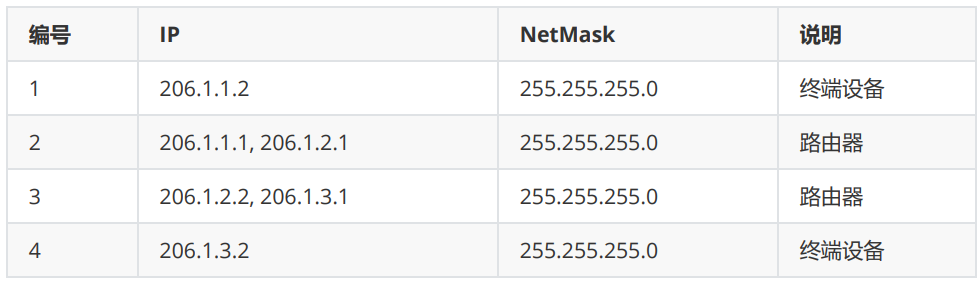 编号 IP NetMask 说明
1 206.1.1.2 255.255.255.0 终端设备
2 206.1.1.1, 206.1.2.1 255.255.255.0 路由器
3 206.1.2.2, 206.1.3.1 255.255.255.0 路由器
4 206.1.3.2 255.255.255.0 终端设备